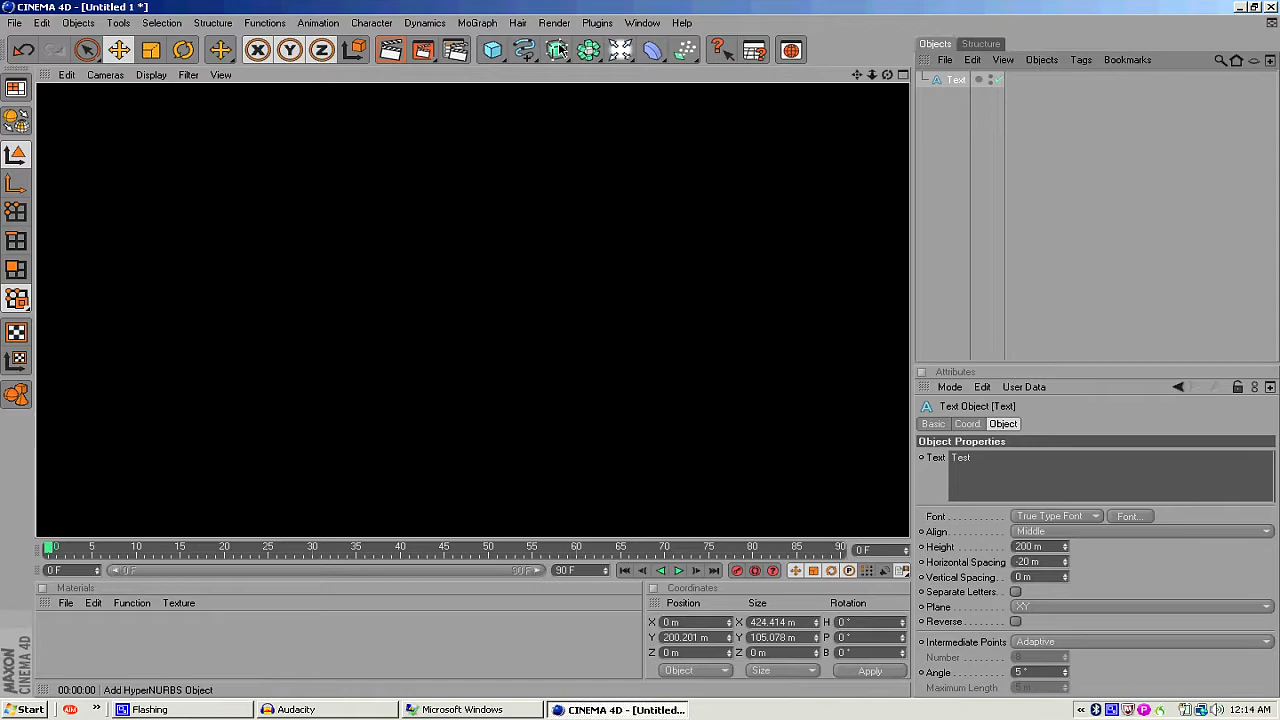 CINEMA 4D - [Untitled 1 *]
File Edit Objects Tools Selection Structure Functions Animation Character Dynamics MoGraph Hair Render Plugins Window Help
Objects Structure
File Edit View Objects Tags Bookmarks
Edit Cameras Display Filter View
Text
Attributes
Mode Edit User Data
Text Object [Text]
Basic Coord. Object
Object Properties
Text Test
Font True Type Font Font...
Align Middle
Height 200 m
Horizontal Spacing -20 m
Vertical Spacing 0 m
Separate Letters
Plane XY
Reverse
Intermediate Points Adaptive
Number 8
Angle 5 °
Maximum Length 5 m
0 5 10 15 20 25 30 35 40 45 50 55 60 65 70 75 80 85 90 0 F
0 F 0 F 90 F 90 F
Materials
File Edit Function Texture
Coordinates
Position Size Rotation
X 0 m X 424.414 m H 0 °
Y 200.201 m Y 105.078 m P 0 °
Z 0 m Z 0 m B 0 °
Object Size Apply
MAXON
CINEMA 4D
00:00:00 Add HyperNURBS Object
Start Flashing Audacity Microsoft Windows CINEMA 4D - [Untitled... 12:14 AM